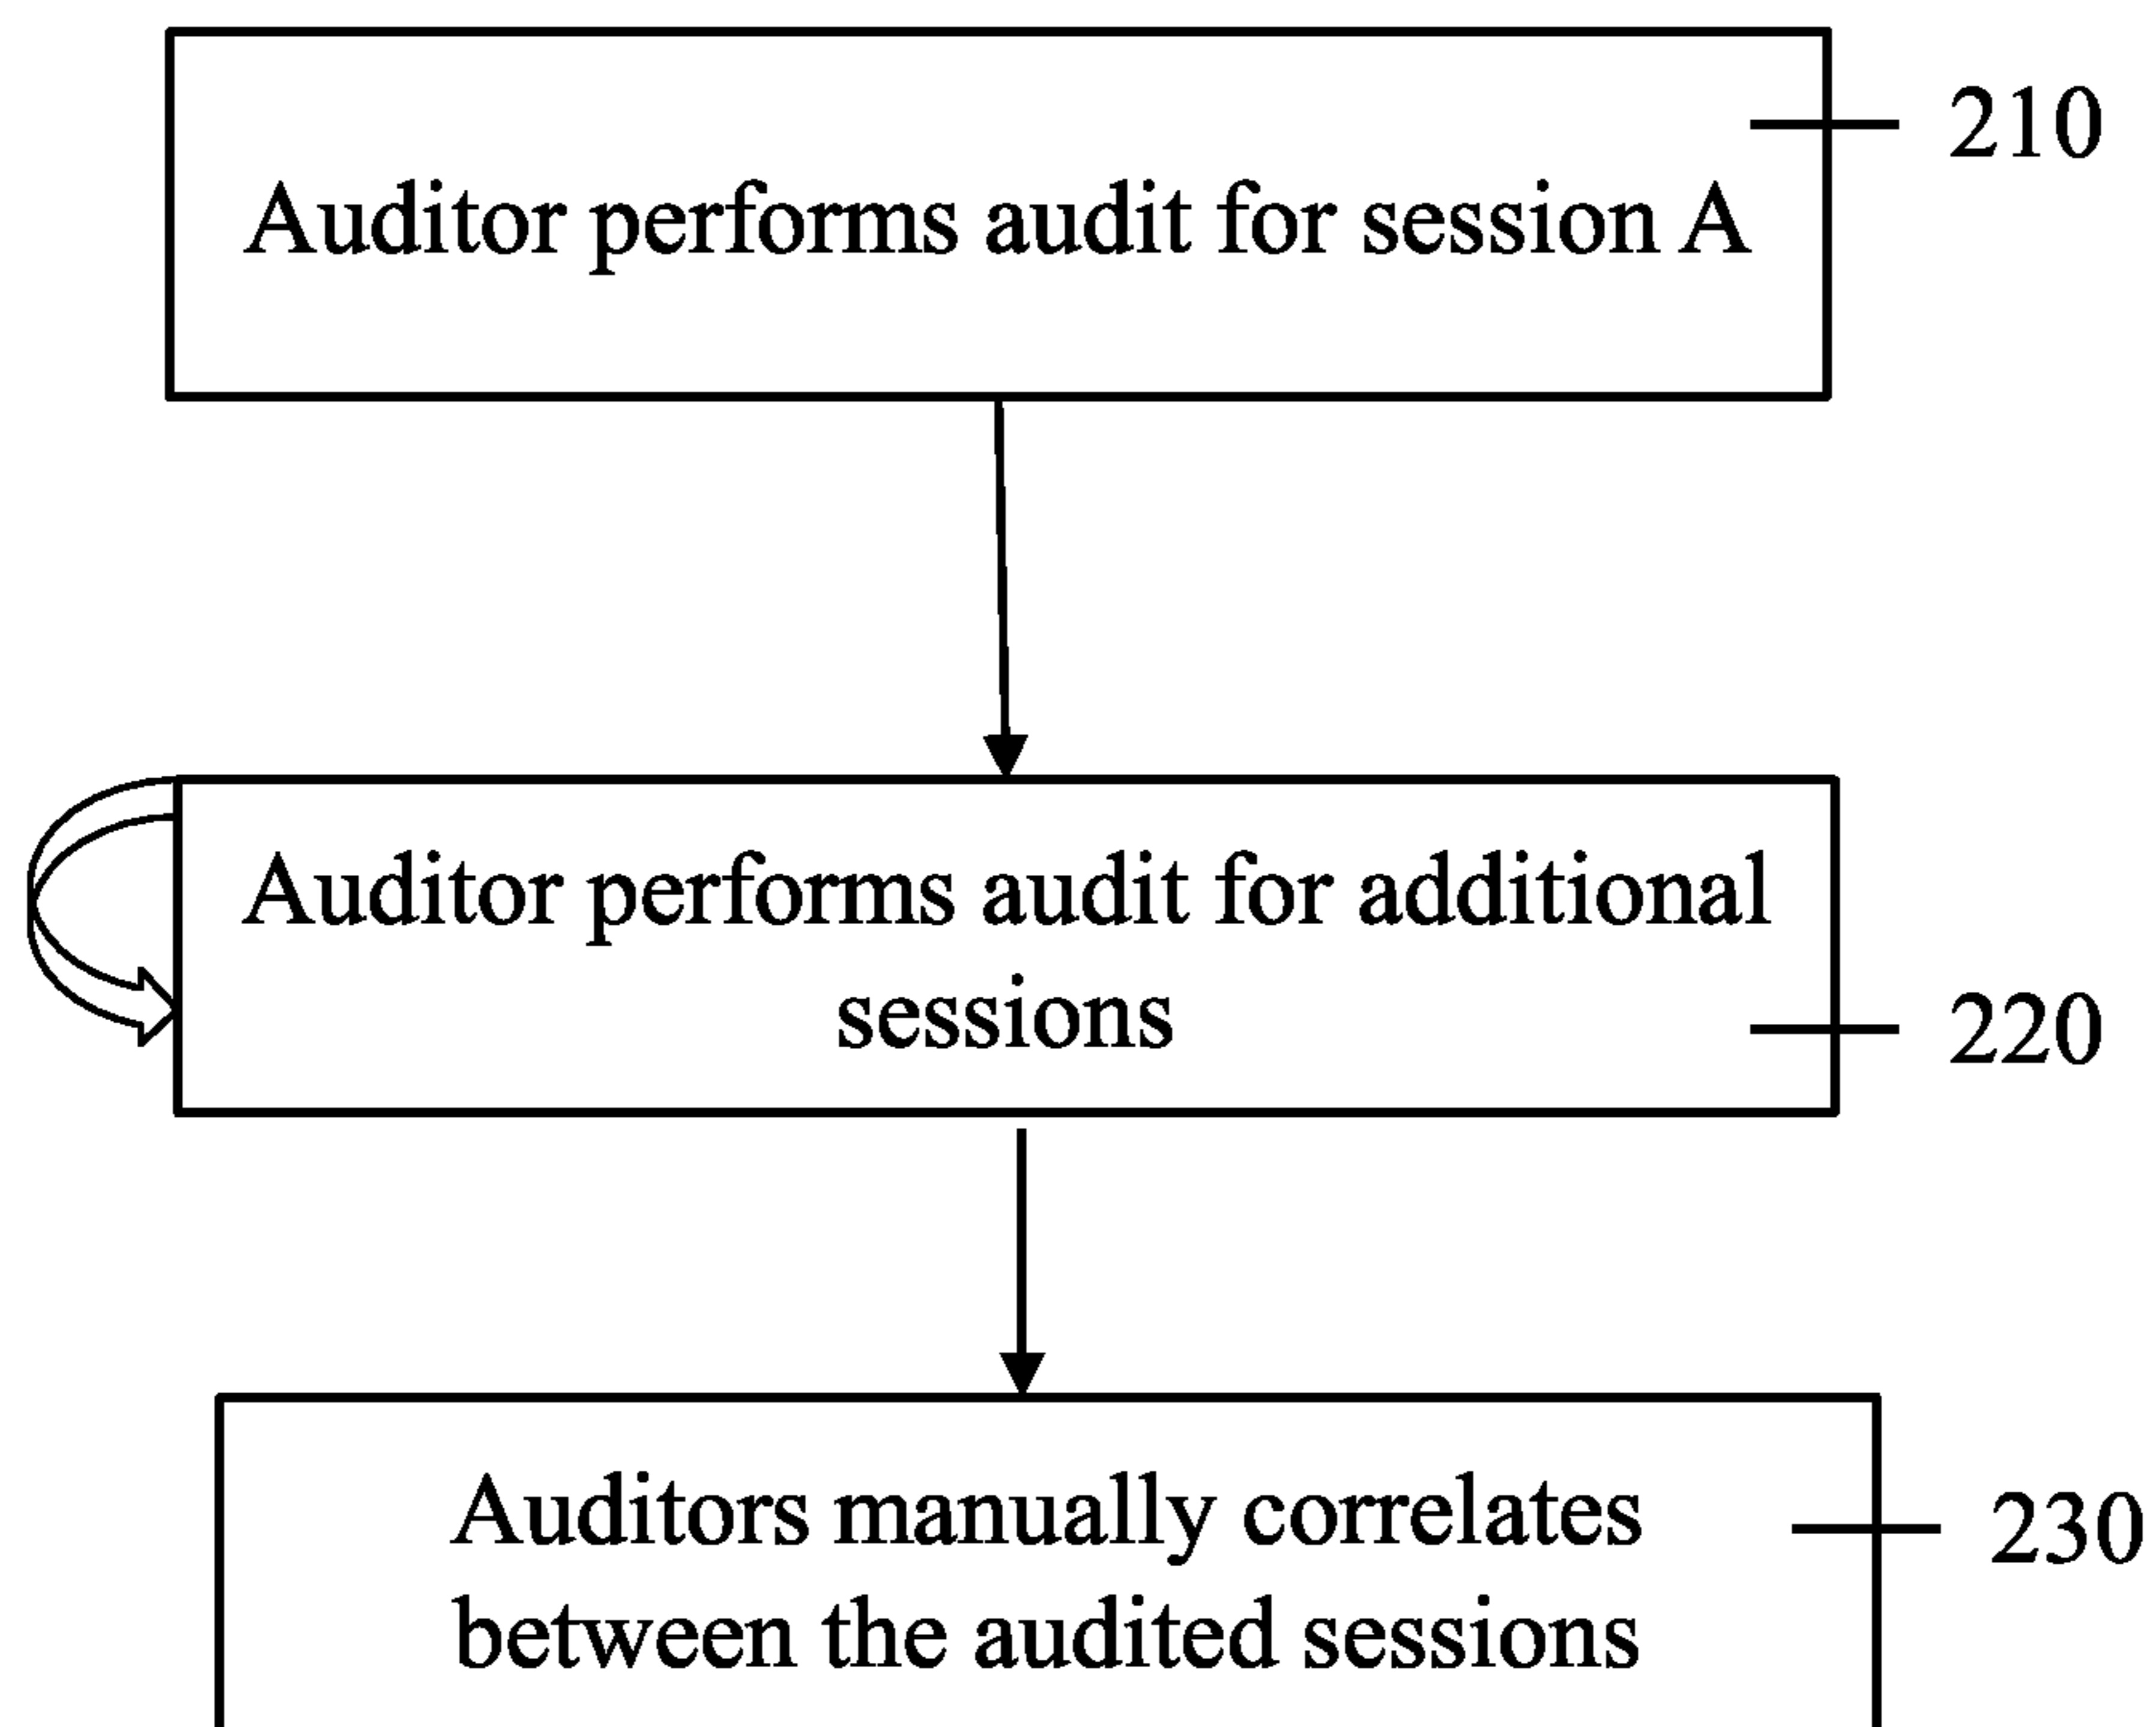 210
Auditor performs audit for session A
Auditor performs audit for additional
sessions
220
Auditors manually correlates
230
between the audited sessions